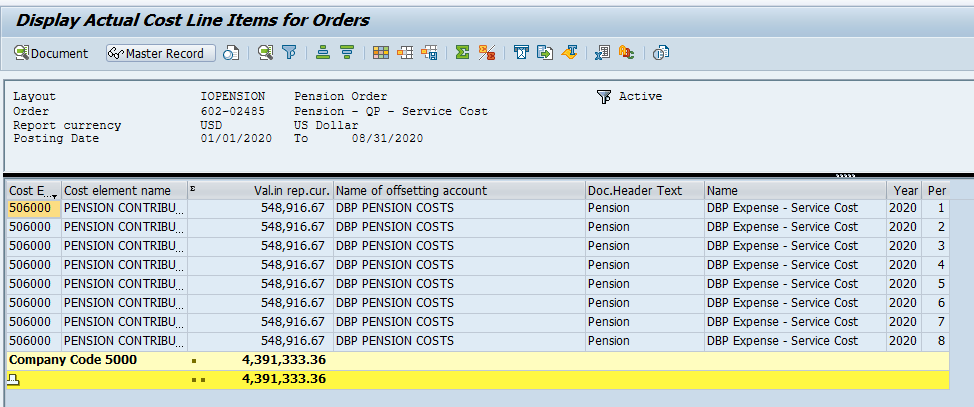 Display Actual Cost Line Items for Orders
Document Master Record
Layout IOPENSION Pension Order Active
Order 602-02485 Pension - QP - Service Cost
Report currency USD US Dollar
Posting Date 01/01/2020 To 08/31/2020
Cost E... Cost element name Σ Val.in rep.cur. Name of offsetting account Doc.Header Text Name Year Per
506000 PENSION CONTRIBU... 548,916.67 DBP PENSION COSTS Pension DBP Expense - Service Cost 2020 1
506000 PENSION CONTRIBU... 548,916.67 DBP PENSION COSTS Pension DBP Expense - Service Cost 2020 2
506000 PENSION CONTRIBU... 548,916.67 DBP PENSION COSTS Pension DBP Expense - Service Cost 2020 3
506000 PENSION CONTRIBU... 548,916.67 DBP PENSION COSTS Pension DBP Expense - Service Cost 2020 4
506000 PENSION CONTRIBU... 548,916.67 DBP PENSION COSTS Pension DBP Expense - Service Cost 2020 5
506000 PENSION CONTRIBU... 548,916.67 DBP PENSION COSTS Pension DBP Expense - Service Cost 2020 6
506000 PENSION CONTRIBU... 548,916.67 DBP PENSION COSTS Pension DBP Expense - Service Cost 2020 7
506000 PENSION CONTRIBU... 548,916.67 DBP PENSION COSTS Pension DBP Expense - Service Cost 2020 8
Company Code 5000 4,391,333.36
4,391,333.36